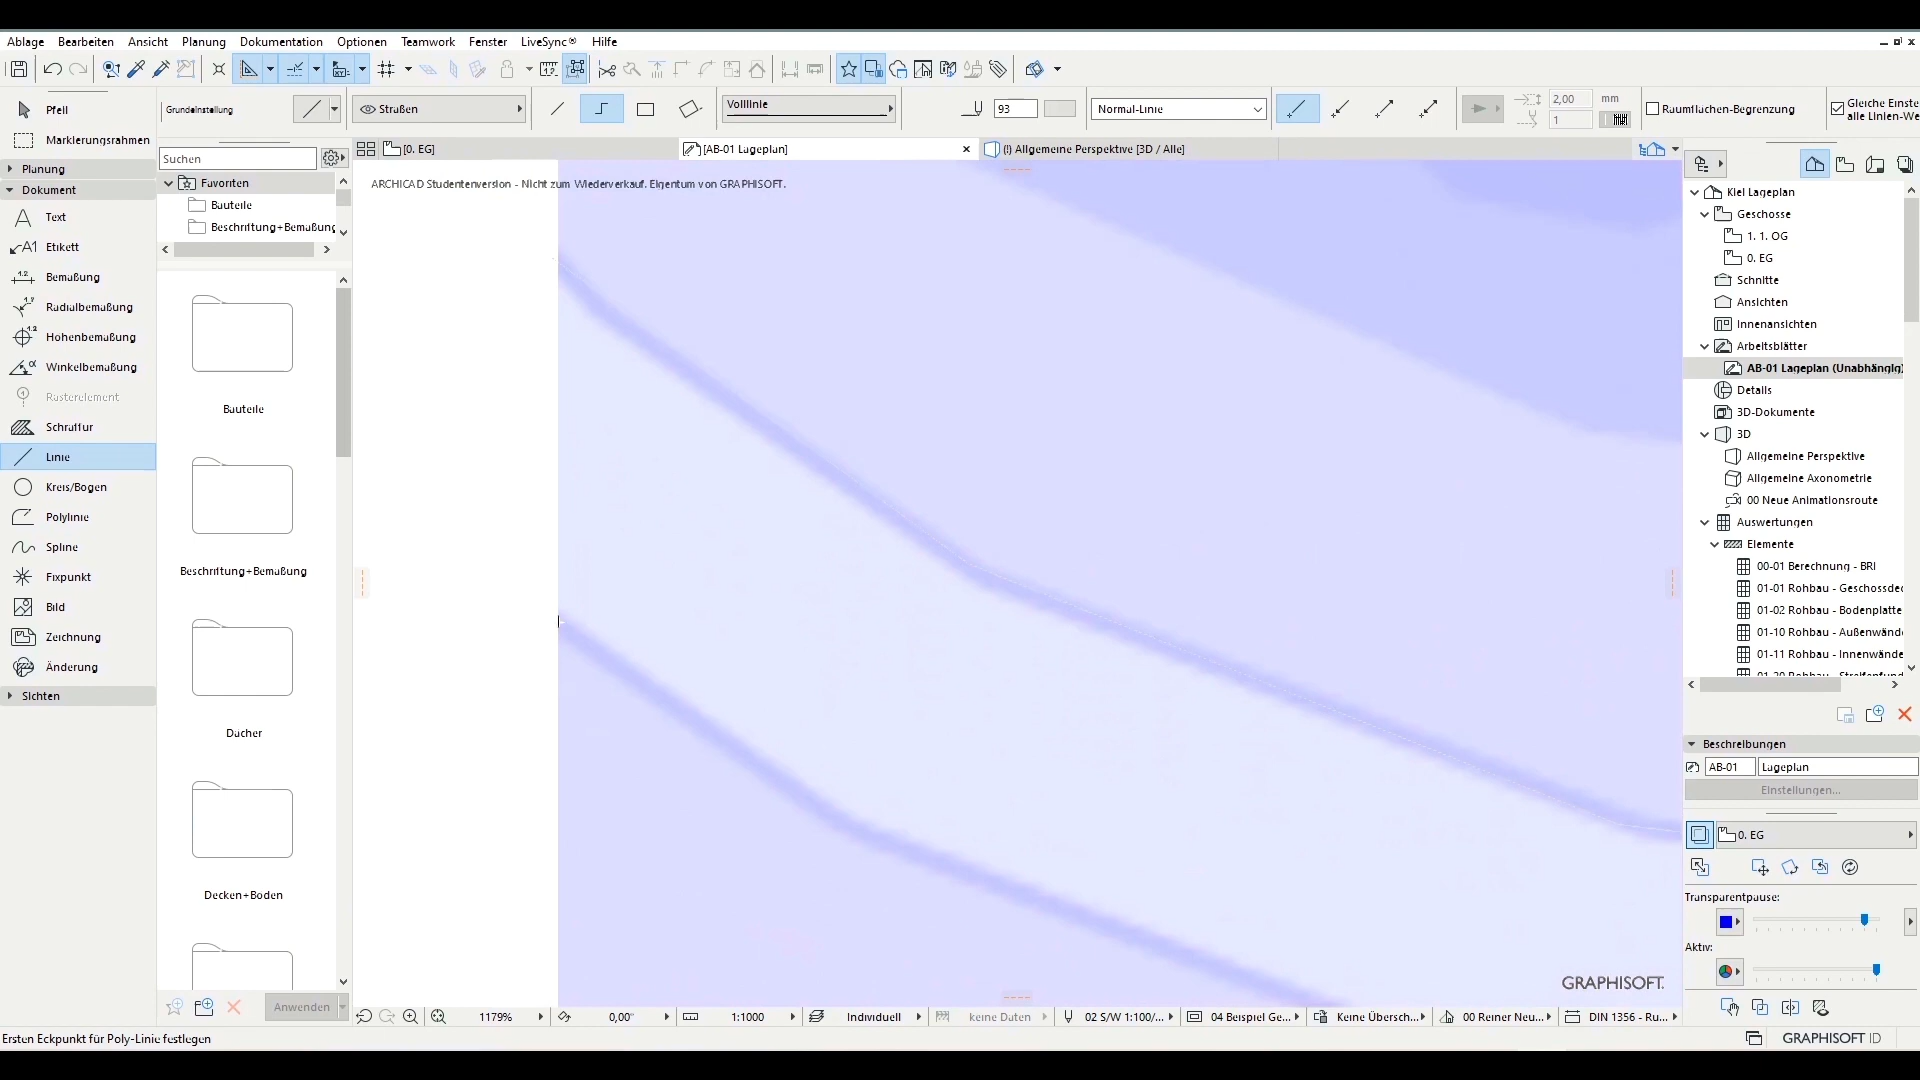 Ablage Bearbeiten Ansicht Planung Dokumentation Optionen Teamwork Fenster LiveSync® Hilfe
Pfeil
Markierungsrahmen
Planung
Dokument
Text
Etikett
Bemaßung
Radialbemaßung
Höhenbemaßung
Winkelbemaßung
Rasterelement
Schraffur
Linie
Kreis/Bogen
Polylinie
Spline
Fixpunkt
Bild
Zeichnung
Änderung
Sichten
Grundeinstellung
Straßen
Volllinie
93
Normal-Linie
2,00 mm
1
Raumflächen-Begrenzung
Gleiche Einste
alle Linien-We
Suchen
Favoriten
Bauteile
Beschriftung+Bemaßung
Bauteile
Beschriftung+Bemaßung
Dächer
Decken+Böden
Anwenden
[0. EG]
[AB-01 Lageplan]
(!) Allgemeine Perspektive [3D / Alle]
ARCHICAD Studentenversion - Nicht zum Wiederverkauf. Eigentum von GRAPHISOFT.
GRAPHISOFT.
Kiel Lageplan
Geschosse
1. 1. OG
0. EG
Schnitte
Ansichten
Innenansichten
Arbeitsblätter
AB-01 Lageplan (Unabhängig)
Details
3D-Dokumente
3D
Allgemeine Perspektive
Allgemeine Axonometrie
00 Neue Animationsroute
Auswertungen
Elemente
00-01 Berechnung - BRI
01-01 Rohbau - Geschossdec
01-02 Rohbau - Bodenplatte
01-10 Rohbau - Außenwände
01-11 Rohbau - Innenwände
Beschreibungen
AB-01 Lageplan
Einstellungen...
0. EG
Transparentpause:
Aktiv:
1179% 0,00° 1:1000 Individuell keine Daten 02 S/W 1:100/... 04 Beispiel Ge... Keine Übersch... 00 Reiner Neu... DIN 1356 - Ru...
Ersten Eckpunkt für Poly-Linie festlegen
GRAPHISOFT ID